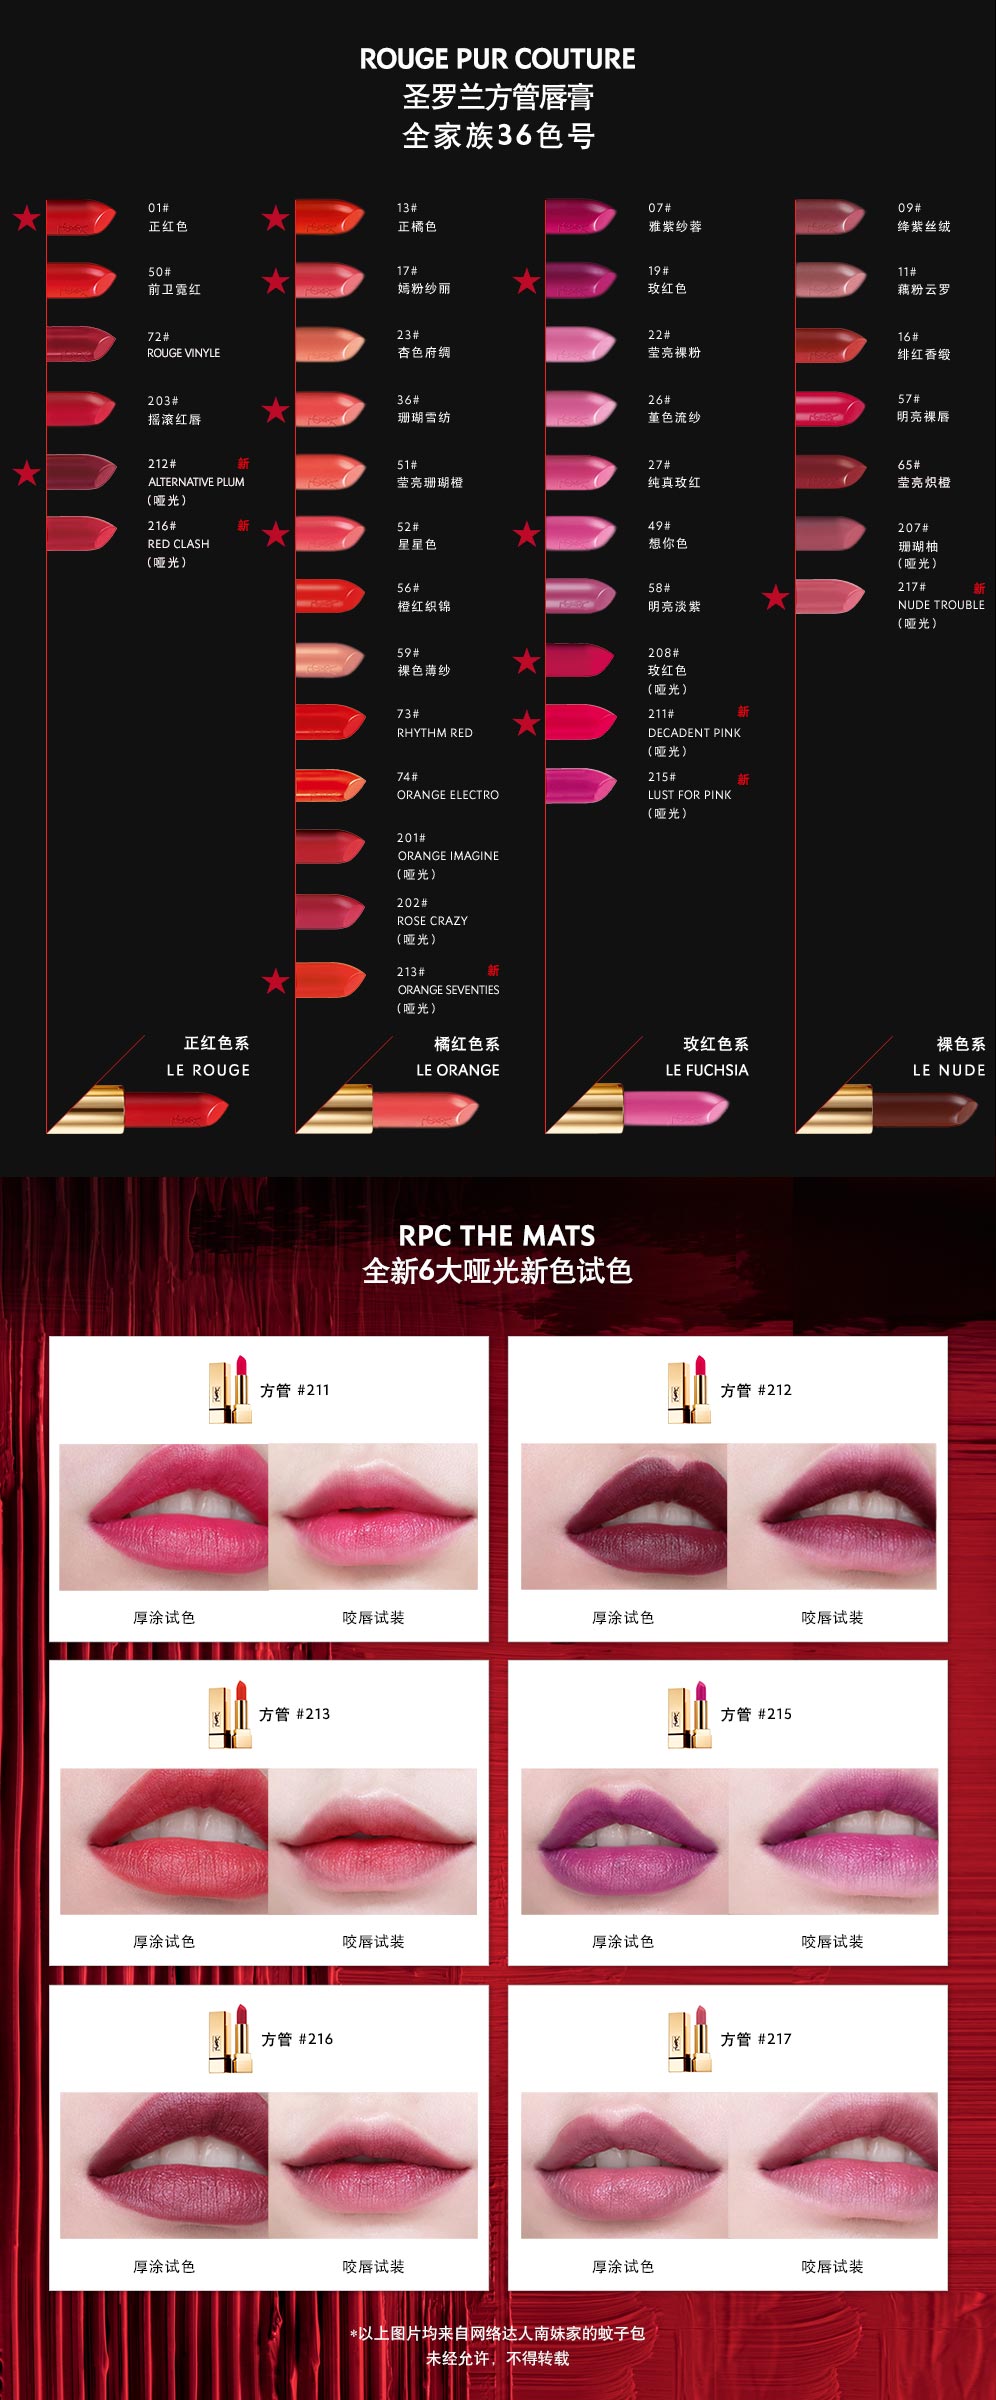 ROUGE PUR COUTURE
圣罗兰方管唇膏
全家族36色号
01#
正红色
50#
前卫霓红
72#
ROUGE VINYLE
203#
摇滚红唇
212# 新
ALTERNATIVE PLUM
(哑光)
216# 新
RED CLASH
(哑光)
正红色系
LE ROUGE
13#
正橘色
17#
嫣粉纱丽
23#
杏色府绸
36#
珊瑚雪纺
51#
莹亮珊瑚橙
52#
星星色
56#
橙红织锦
59#
裸色薄纱
73#
RHYTHM RED
74#
ORANGE ELECTRO
201#
ORANGE IMAGINE
(哑光)
202#
ROSE CRAZY
(哑光)
213# 新
ORANGE SEVENTIES
(哑光)
橘红色系
LE ORANGE
07#
雅紫纱蓉
19#
玫红色
22#
莹亮裸粉
26#
堇色流纱
27#
纯真玫红
49#
想你色
58#
明亮淡紫
208#
玫红色
(哑光)
211# 新
DECADENT PINK
(哑光)
215# 新
LUST FOR PINK
(哑光)
玫红色系
LE FUCHSIA
09#
绛紫丝绒
11#
藕粉云罗
16#
绯红香缎
57#
明亮裸唇
65#
莹亮炽橙
207#
珊瑚柚
(哑光)
217# 新
NUDE TROUBLE
(哑光)
裸色系
LE NUDE
RPC THE MATS
全新6大哑光新色试色
方管 #211
厚涂试色 咬唇试装
方管 #212
厚涂试色 咬唇试装
方管 #213
厚涂试色 咬唇试装
方管 #215
厚涂试色 咬唇试装
方管 #216
厚涂试色 咬唇试装
方管 #217
厚涂试色 咬唇试装
*以上图片均来自网络达人南妹家的蚊子包
未经允许，不得转载